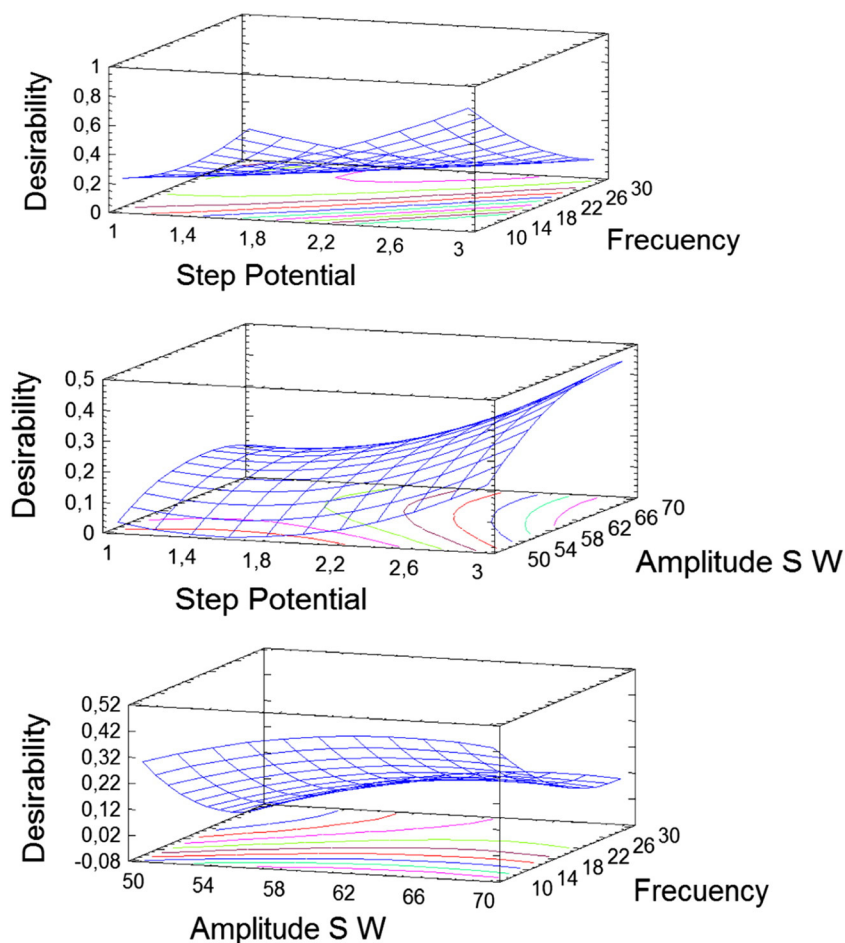 Desirability
1
0,8
0,6
0,4
0,2
0
1 1,4 1,8 2,2 2,6 3
Step Potential
10 14 18 22 26 30
Frecuency
Desirability
0,5
0,4
0,3
0,2
0,1
0
1 1,4 1,8 2,2 2,6 3
Step Potential
50 54 58 62 66 70
Amplitude S W
Desirability
0,52
0,42
0,32
0,22
0,12
0,02
-0,08
50 54 58 62 66 70
Amplitude S W
10 14 18 22 26 30
Frecuency